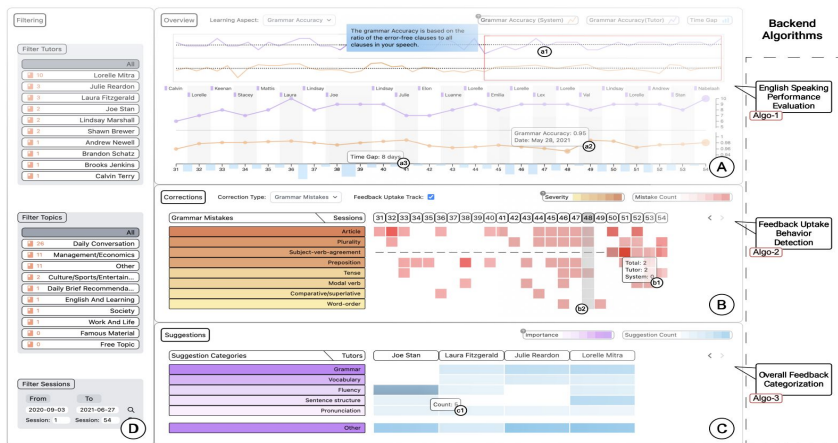 Filtering
Filter Tutors
All
10 Lorelle Mitra
3 Julie Reardon
3 Laura Fitzgerald
2 Joe Stan
2 Lindsay Marshall
2 Shawn Brewer
1 Andrew Newell
1 Brandon Schatz
1 Brooks Jenkins
1 Calvin Terry
Filter Topics
All
26 Daily Conversation
11 Management/Economics
11 Other
2 Culture/Sports/Entertain...
1 Daily Brief Recommenda...
1 English And Learning
1 Society
1 Work And Life
0 Famous Material
0 Free Topic
Filter Sessions
From To
2020-09-03 2021-06-27
Session: 1 Session: 54
D
Overview Learning Aspect: Grammar Accuracy Grammar Accuracy (System) Grammar Accuracy(Tutor) Time Gap
The grammar Accuracy is based on the
ratio of the error-free clauses to all
clauses in your speech.
a1
Calvin Keenan Mattis Lindsay Lindsay Elon Lorelle Lorelle Lorelle Lindsay Andrew
Lorelle Stacey Laura Joe Julie Luanne Emilia Lex Val Lorelle Lorelle Stan
Grammar Accuracy: 0.95
Date: May 28, 2021
a2
Time Gap: 8 days
a3
31 32 33 34 35 36 37 38 39 40 41 42 43 44 45 46 47 48 49 50 51 52 53 54
A
Corrections Correction Type: Grammar Mistakes Feedback Uptake Track: Severity Mistake Count
Grammar Mistakes Sessions 31 32 33 34 35 36 37 38 39 40 41 42 43 44 45 46 47 48 49 50 51 52 53 54
Article
Plurality
Subject-verb-agreement
Preposition
Tense
Modal verb
Comparative/superlative
Word-order
Total: 2
Tutor: 2
System: 0
b1
b2
B
Suggestions Importance Suggestion Count
Suggestion Categories Tutors Joe Stan Laura Fitzgerald Julie Reardon Lorelle Mitra
Grammar
Vocabulary
Fluency
Sentence structure
Pronunciation
Other
Count: 5
c1
C
Backend
Algorithms
English Speaking
Performance
Evaluation
Algo-1
Feedback Uptake
Behavior
Detection
Algo-2
Overall Feedback
Categorization
Algo-3